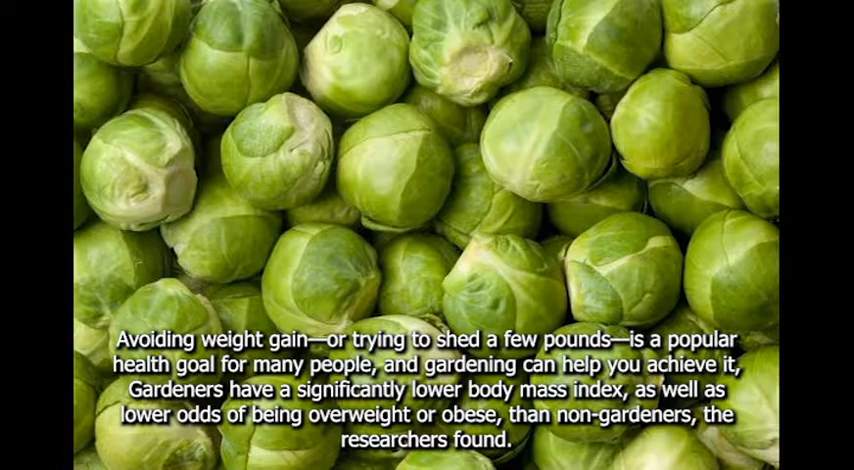 Avoiding weight gain—or trying to shed a few pounds—is a popular
health goal for many people, and gardening can help you achieve it,
Gardeners have a significantly lower body mass index, as well as
lower odds of being overweight or obese, than non-gardeners, the
researchers found.